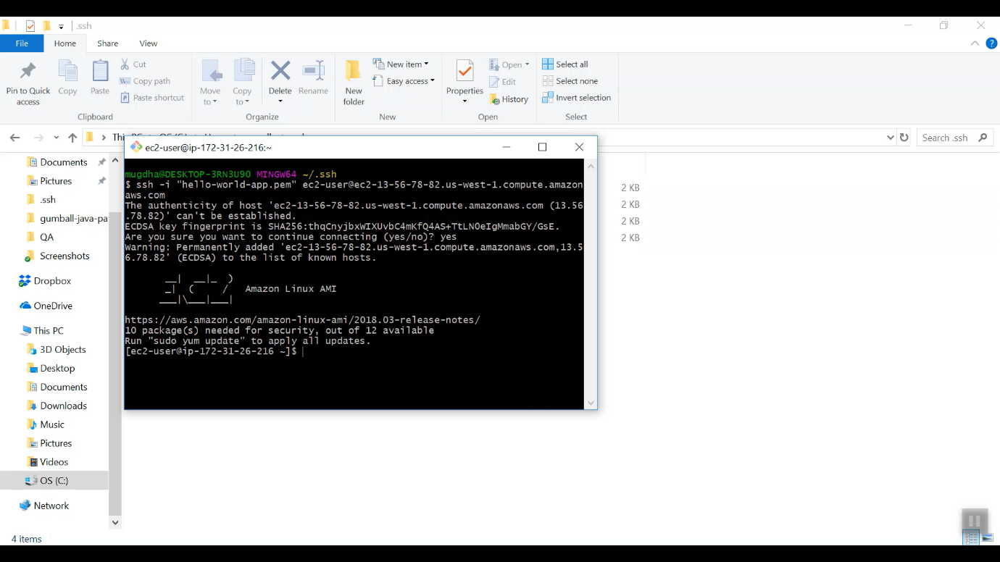 .ssh
File Home Share View
Pin to Quick access
Copy
Paste
Cut
Copy path
Paste shortcut
Clipboard
Move to
Copy to
Delete
Rename
Organize
New folder
New item
Easy access
New
Properties
Open
Edit
History
Open
Select all
Select none
Invert selection
Select
Search .ssh
Documents
Pictures
.ssh
gumball-java-pa
QA
Screenshots
Dropbox
OneDrive
This PC
3D Objects
Desktop
Documents
Downloads
Music
Pictures
Videos
OS (C:)
Network
4 items
ec2-user@ip-172-31-26-216:~
mugdha@DESKTOP-3RN3U90 MINGW64 ~/.ssh
$ ssh -i "hello-world-app.pem" ec2-user@ec2-13-56-78-82.us-west-1.compute.amazon
aws.com
The authenticity of host 'ec2-13-56-78-82.us-west-1.compute.amazonaws.com (13.56
.78.82)' can't be established.
ECDSA key fingerprint is SHA256:thqCnyjbxWIXUvbC4mKfQ4AS+TtLNOeIgMmabGY/GsE.
Are you sure you want to continue connecting (yes/no)? yes
Warning: Permanently added 'ec2-13-56-78-82.us-west-1.compute.amazonaws.com,13.5
6.78.82' (ECDSA) to the list of known hosts.
__|  __|_  )
_|  (     /   Amazon Linux AMI
___|\___|___|
https://aws.amazon.com/amazon-linux-ami/2018.03-release-notes/
10 package(s) needed for security, out of 12 available
Run "sudo yum update" to apply all updates.
[ec2-user@ip-172-31-26-216 ~]$
2 KB
2 KB
2 KB
2 KB